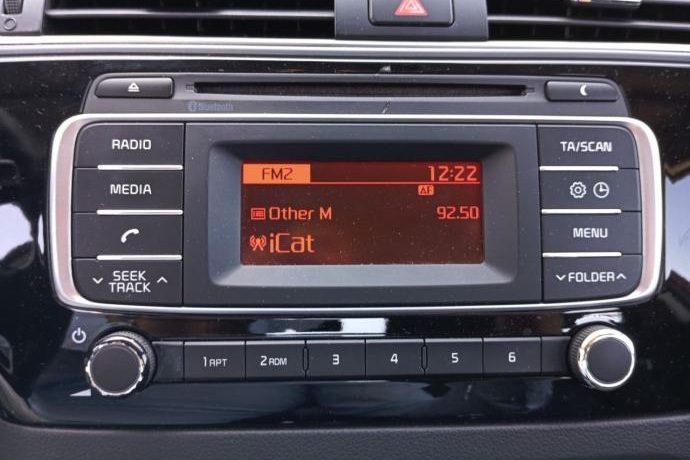 Bluetooth
RADIO
TA/SCAN
MEDIA
MENU
SEEK
TRACK
FOLDER
FM2 12:22
AF
Other M 92.50
iCat
1 APT
2 RDM
3
4
5
6